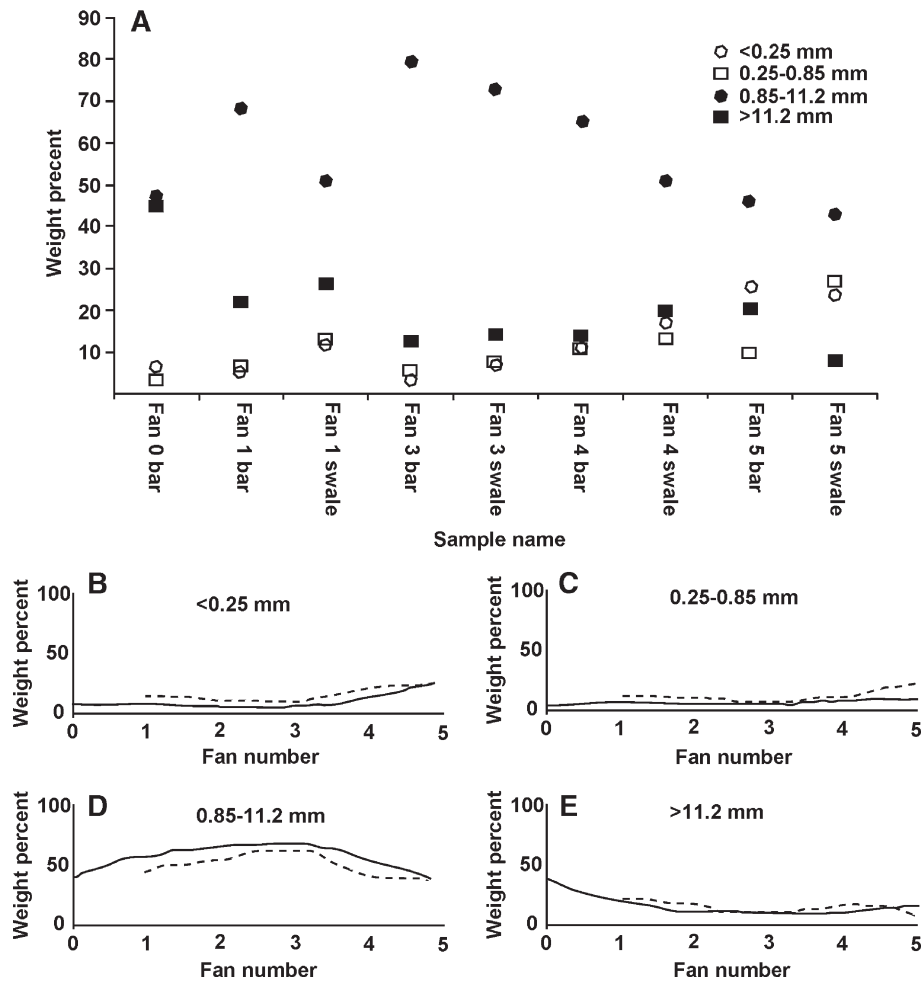 A
90
80
70
60
50
40
30
20
10
Weight precent
<0.25 mm
0.25-0.85 mm
0.85-11.2 mm
>11.2 mm
Fan 0 bar
Fan 1 bar
Fan 1 swale
Fan 3 bar
Fan 3 swale
Fan 4 bar
Fan 4 swale
Fan 5 bar
Fan 5 swale
Sample name
B
<0.25 mm
Weight percent
100
50
0
0 1 2 3 4 5
Fan number
C
0.25-0.85 mm
Weight percent
100
50
0
0 1 2 3 4 5
Fan number
D
0.85-11.2 mm
Weight percent
100
50
0
0 1 2 3 4 5
Fan number
E
>11.2 mm
Weight percent
100
50
0
0 1 2 3 4 5
Fan number